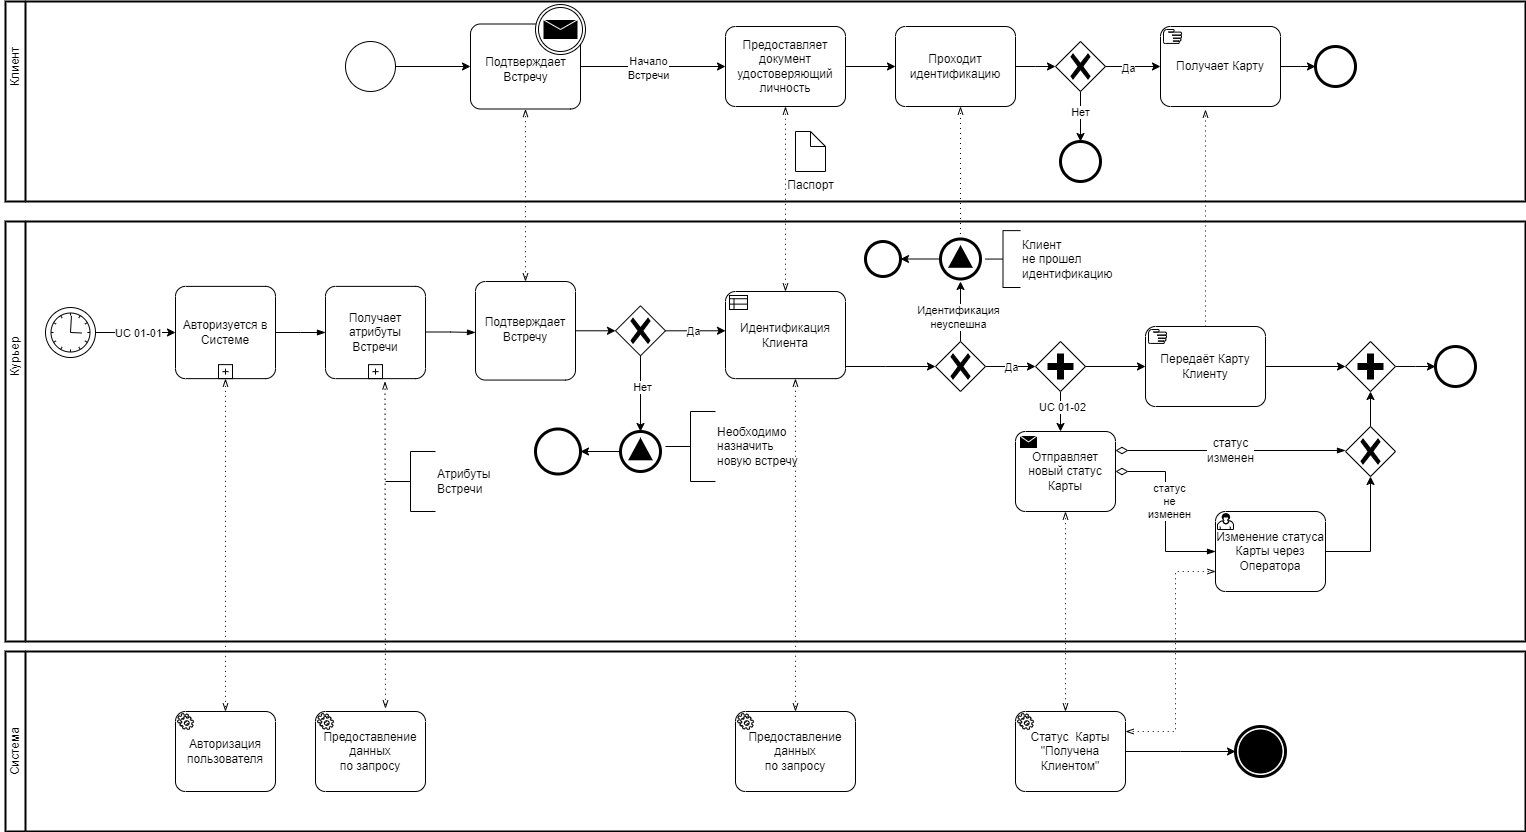 Клиент
Подтверждает
Встречу
Начало
Встречи
Предоставляет
документ
удостоверяющий
личность
Проходит
идентификацию
Да
Нет
Получает Карту
Паспорт
Курьер
UC 01-01
Авторизуется в
Системе
Получает
атрибуты
Встречи
Подтверждает
Встречу
Да
Нет
Необходимо
назначить
новую встречу
Атрибуты
Встречи
Идентификация
Клиента
Идентификация
неуспешна
Клиент
не прошел
идентификацию
Да
UC 01-02
Передаёт Карту
Клиенту
Отправляет
новый статус
Карты
статус
изменен
статус
не
изменен
Изменение статуса
Карты через
Оператора
Система
Авторизация
пользователя
Предоставление
данных
по запросу
Предоставление
данных
по запросу
Статус Карты
"Получена
Клиентом"